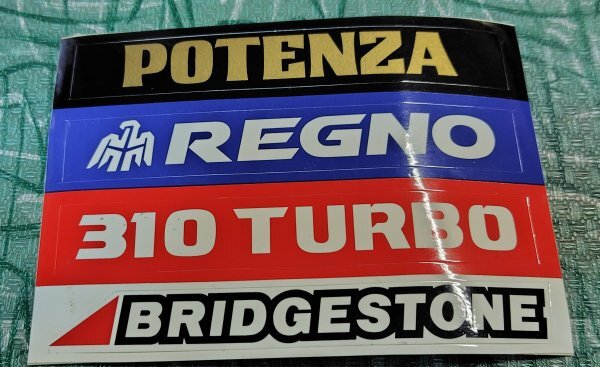 POTENZA
REGNO
310 TURBO
BRIDGESTONE